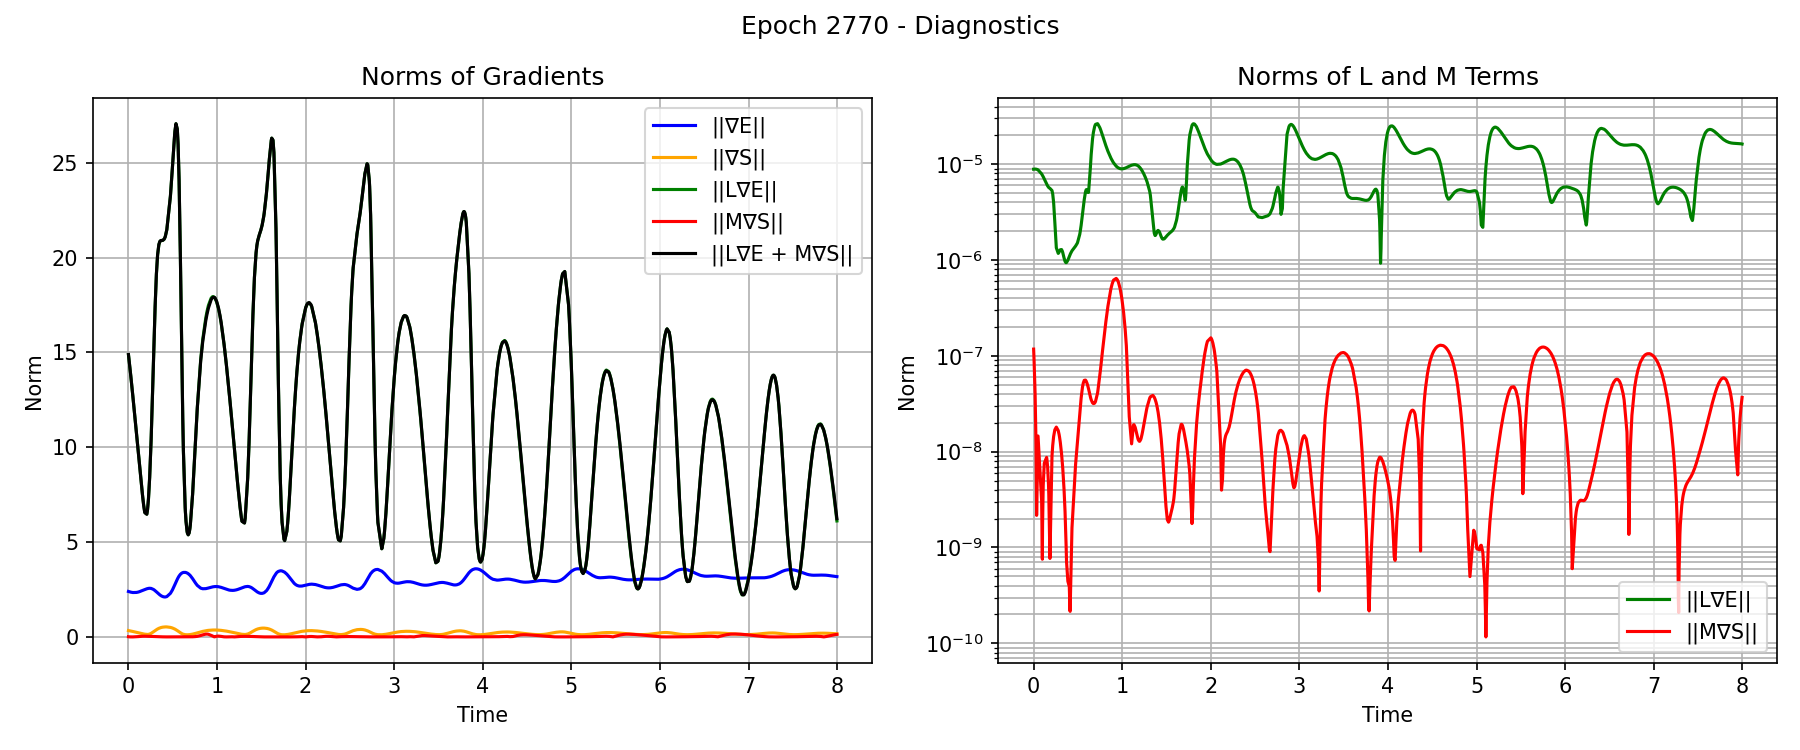 Epoch 2770 - Diagnostics
Norms of Gradients
Norm
25
20
15
10
5
0
||∇E||
||∇S||
||L∇E||
||M∇S||
||L∇E + M∇S||
0 1 2 3 4 5 6 7 8
Time
Norms of L and M Terms
Norm
10⁻⁵
10⁻⁶
10⁻⁷
10⁻⁸
10⁻⁹
10⁻¹⁰
||L∇E||
||M∇S||
0 1 2 3 4 5 6 7 8
Time